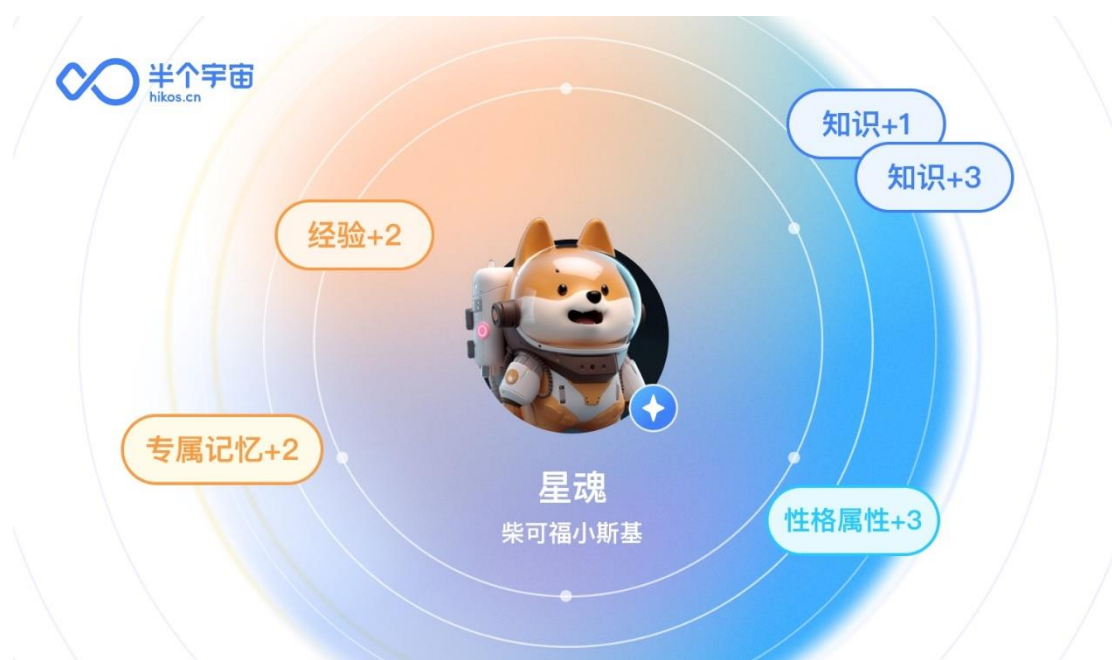 半个宇宙
hikos.cn
知识+1
知识+3
经验+2
专属记忆+2
星魂
柴可福小斯基
性格属性+3